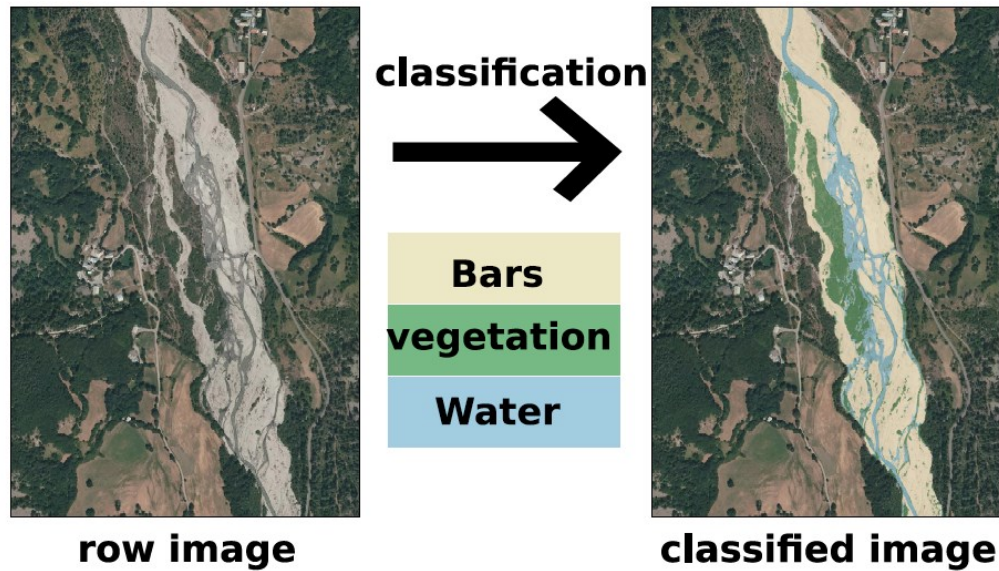 classification
Bars
vegetation
Water
row image
classified image